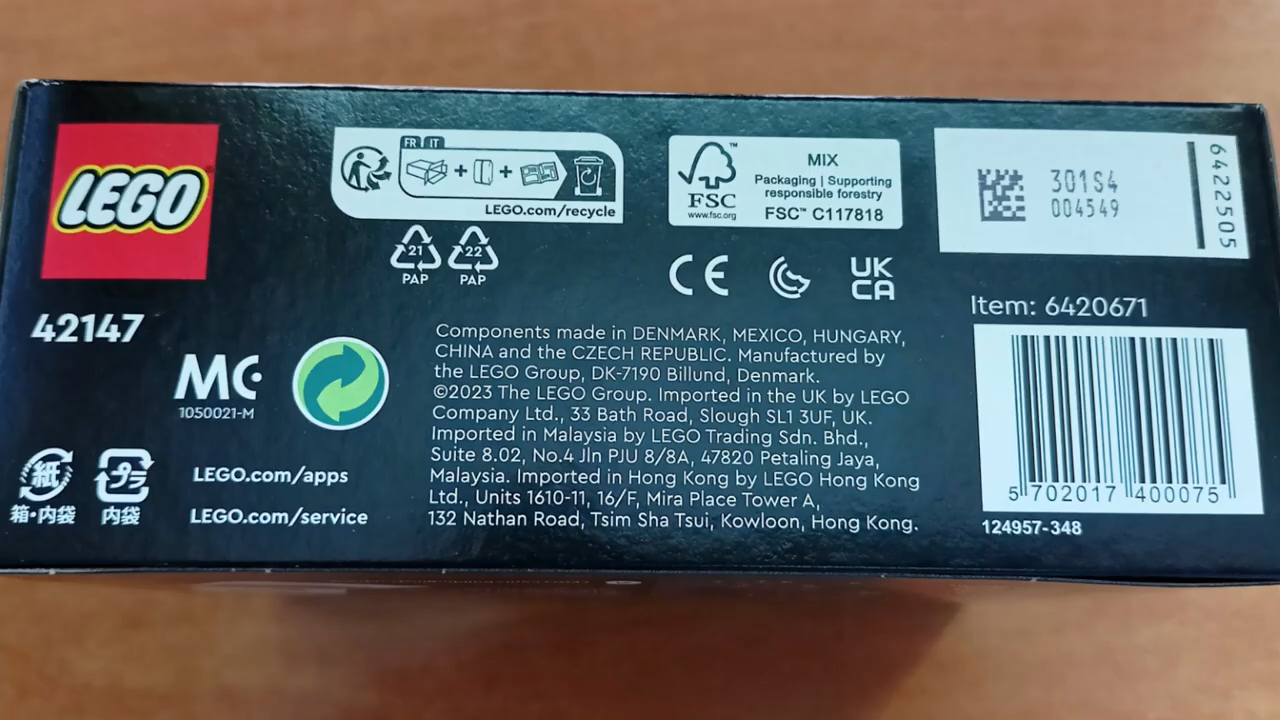 LEGO
42147
MC
1050021-M
紙
箱・内袋
プラ
内袋
LEGO.com/apps
LEGO.com/service
FR IT
LEGO.com/recycle
21
PAP
22
PAP
FSC™
www.fsc.org
MIX
Packaging | Supporting
responsible forestry
FSC™ C117818
CE
UK
CA
Components made in DENMARK, MEXICO, HUNGARY,
CHINA and the CZECH REPUBLIC. Manufactured by
the LEGO Group, DK-7190 Billund, Denmark.
©2023 The LEGO Group. Imported in the UK by LEGO
Company Ltd., 33 Bath Road, Slough SL1 3UF, UK.
Imported in Malaysia by LEGO Trading Sdn. Bhd.,
Suite 8.02, No.4 Jln PJU 8/8A, 47820 Petaling Jaya,
Malaysia. Imported in Hong Kong by LEGO Hong Kong
Ltd., Units 1610-11, 16/F, Mira Place Tower A,
132 Nathan Road, Tsim Sha Tsui, Kowloon, Hong Kong.
301S4
004549
6422505
Item: 6420671
5 702017 400075
124957-348